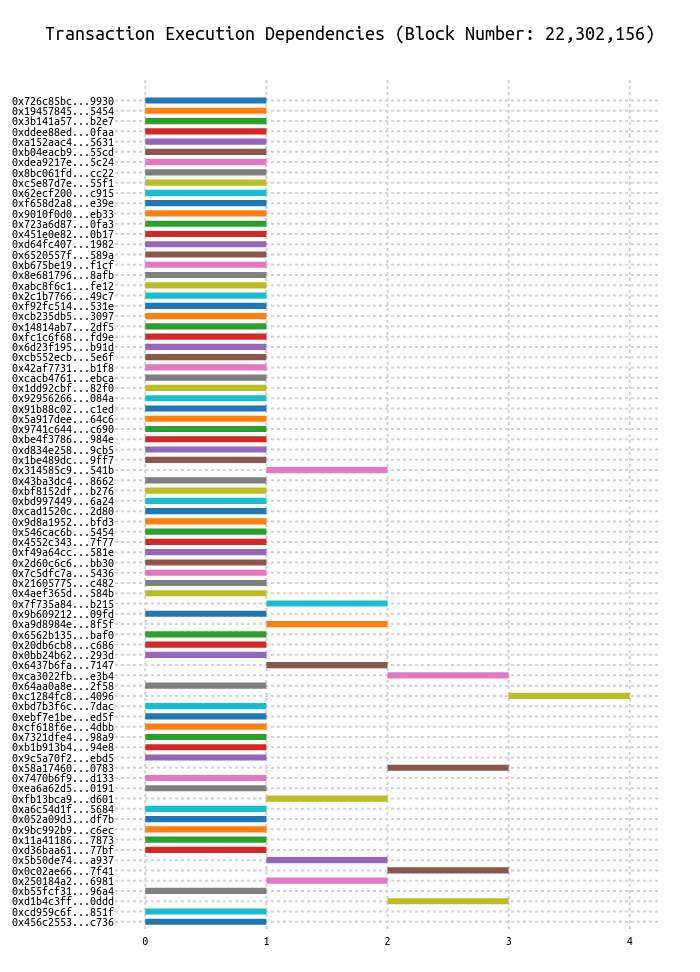 Transaction Execution Dependencies (Block Number: 22,302,156)
0x726c85bc...9930
0x19457845...5454
0x3b141a57...b2e7
0xddee88ed...0faa
0xa152aac4...5631
0xb04eacb9...55cd
0xdea9217e...5c24
0x8bc061fd...cc22
0xc5e87d7e...55f1
0x62ecf200...c915
0xf658d2a8...e39e
0x9010f0d0...eb33
0x723a6d87...0fa3
0x451e0e82...0b17
0xd64fc407...1982
0x6520557f...589a
0xb675be19...f1cf
0x8e681796...8afb
0xabc8f6c1...fe12
0x2c1b7766...49c7
0xf92fc514...531e
0xcb235db5...3097
0x14814ab7...2df5
0xfc1c6f68...fd9e
0x6d23f195...b91d
0xcb552ecb...5e6f
0x42af7731...b1f8
0xcacb4761...ebca
0x1dd92cbf...82f0
0x92956266...084a
0x91b88c02...c1ed
0x5a917dee...64c6
0x9741c644...c690
0xbe4f3786...984e
0xd834e258...9cb5
0x1be489dc...9ff7
0x314585c9...541b
0x43ba3dc4...8662
0xbf8152df...b276
0xbd997449...6a24
0xcad1520c...2d80
0x9d8a1952...bfd3
0x546cac6b...5454
0x4552c343...7f77
0xf49a64cc...581e
0x2d60c6c6...bb30
0x7c5dfc7a...5436
0x21605775...c482
0x4aef365d...584b
0x7f735a84...b215
0x9b609212...09fd
0xa9d8984e...8f5f
0x6562b135...baf0
0x20db6cb8...c686
0x0bb24b62...293d
0x6437b6fa...7147
0xca3022fb...e3b4
0x64aa0a8e...2f58
0xc1284fc8...4096
0xbd7b3f6c...7dac
0xebf7e1be...ed5f
0xcf618f6e...4dbb
0x7321dfe4...98a9
0xb1b913b4...94e8
0x9c5a70f2...ebd5
0x58a17460...0783
0x7470b6f9...d133
0xea6a62d5...0191
0xfb13bca9...d601
0xa6c54d1f...5684
0x052a09d3...df7b
0x9bc992b9...c6ec
0x11a41186...7873
0xd36baa61...77bf
0x5b50de74...a937
0x0c02ae66...7f41
0x250184a2...6981
0xb55fcf31...96a4
0xd1b4c3ff...0ddd
0xcd959c6f...851f
0x456c2553...c736
0 1 2 3 4